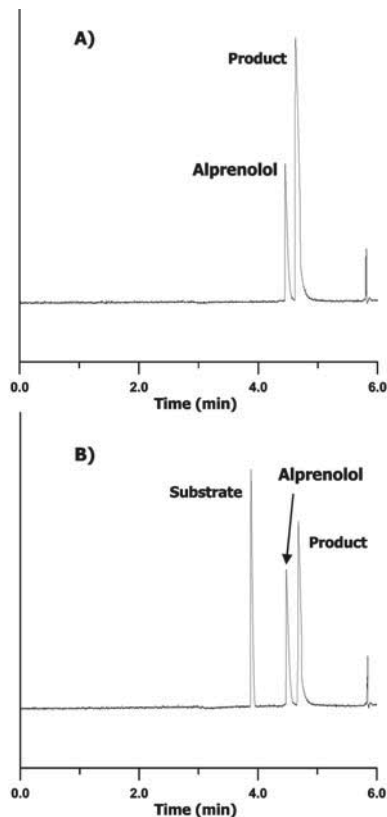 A)
Product
Alprenolol
0.0 2.0 4.0 6.0
Time (min)
B)
Alprenolol
Substrate
Product
0.0 2.0 4.0 6.0
Time (min)